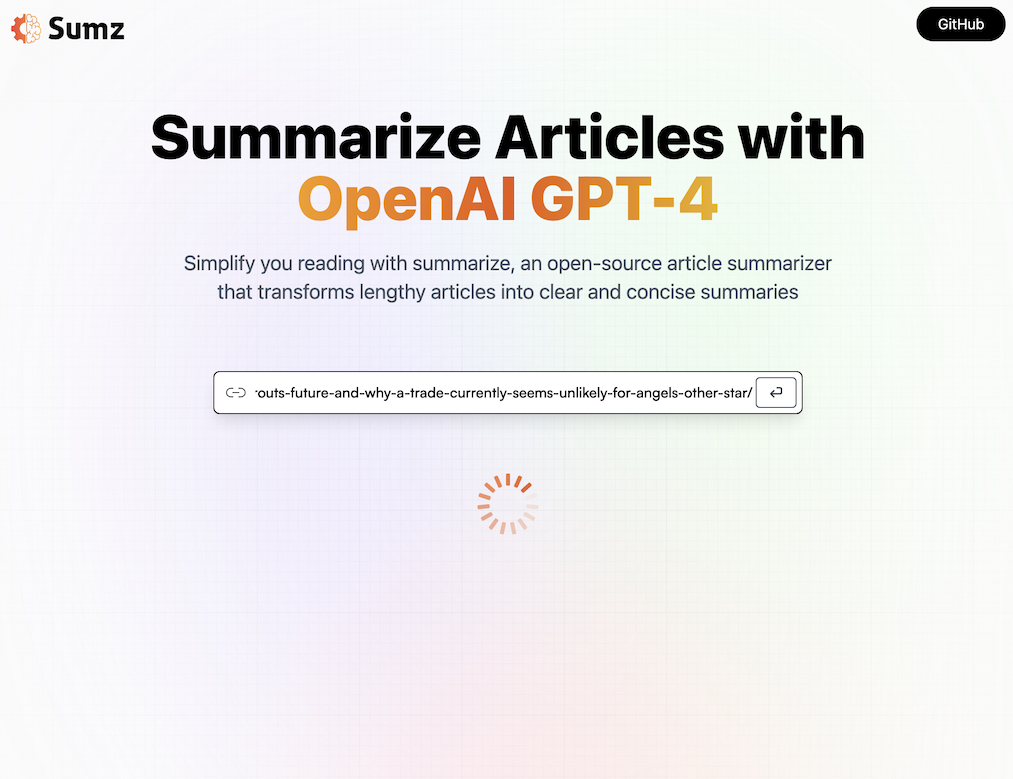 Sumz
GitHub
Summarize Articles with
OpenAI GPT-4
Simplify you reading with summarize, an open-source article summarizer
that transforms lengthy articles into clear and concise summaries
outs-future-and-why-a-trade-currently-seems-unlikely-for-angels-other-star/